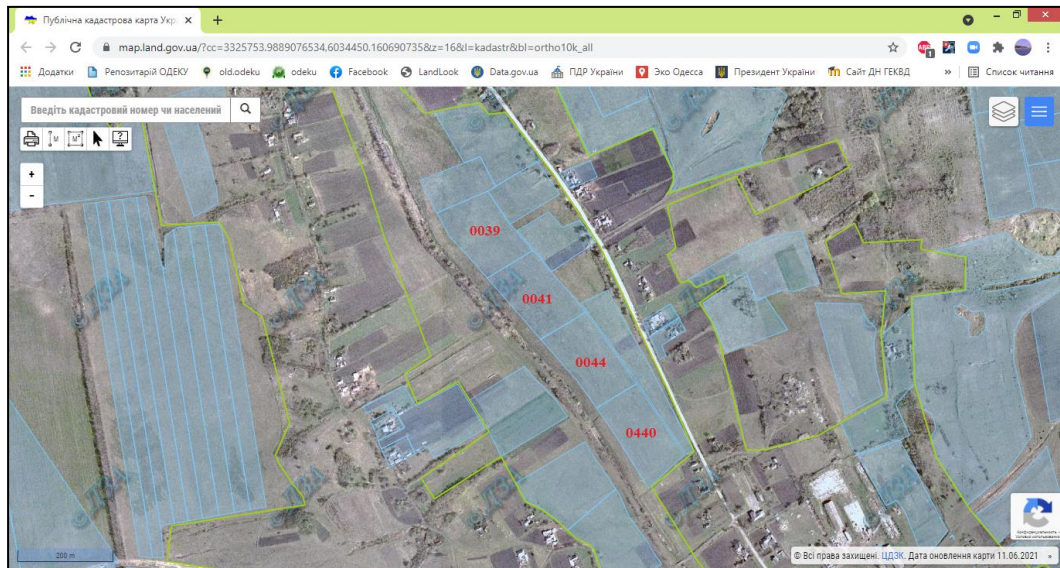 Публічна кадастрова карта Укр
map.land.gov.ua/?cc=3325753.9889076534,6034450.160690735&z=16&l=kadastr&bl=ortho10k_all
Додатки Репозитарій ОДЕКУ old.odeku odeku Facebook LandLook Data.gov.ua ПДР України Эко Одесса Президент України Сайт ДН ГЕКВД » Список читання
Введіть кадастровий номер чи населений
+
-
0039
0041
0044
0440
200 m
© Всі права захищені. ЦДЗК. Дата оновлення карти 11.06.2021 »